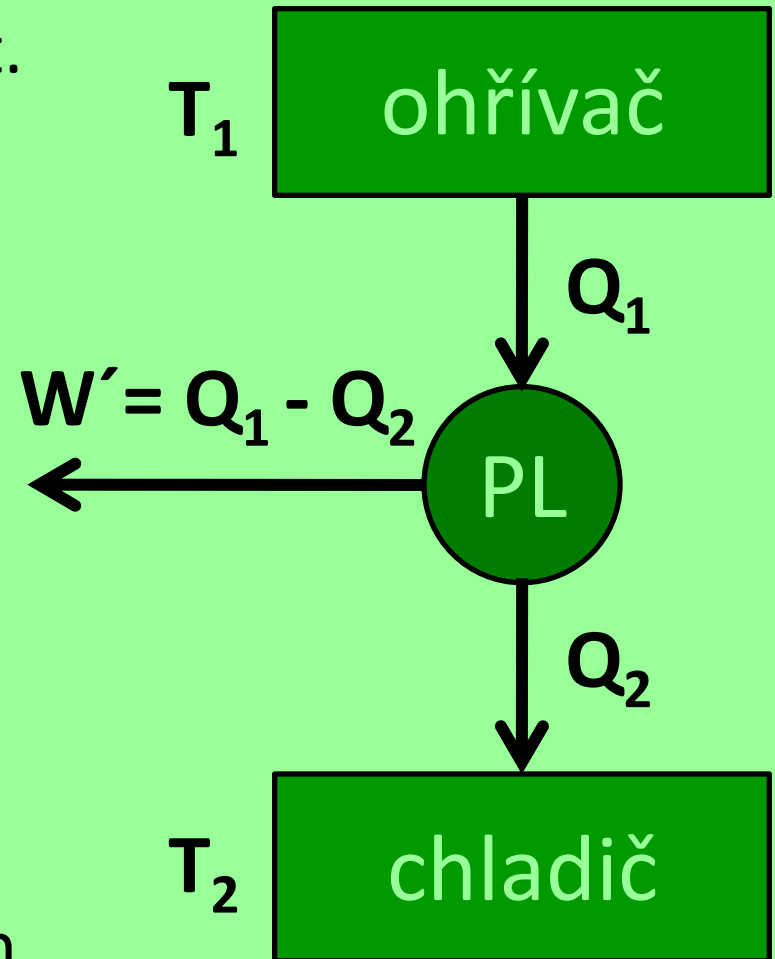 T₁ ohřívač
Q₁
W´= Q₁ - Q₂
PL
Q₂
T₂ chladič